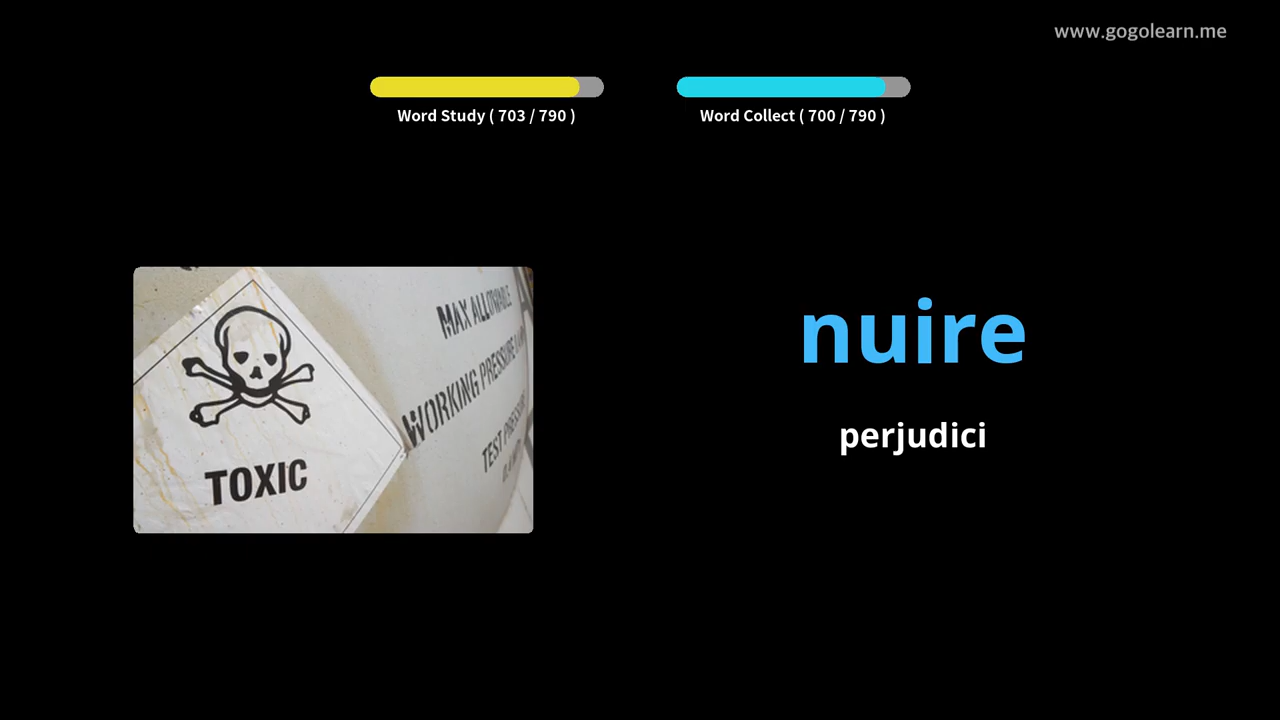 www.gogolearn.me
Word Study ( 703 / 790 )
Word Collect ( 700 / 790 )
nuire
perjudici
MAX ALLOWABLE
WORKING PRESSURE
TEST PRESSURE
TOXIC